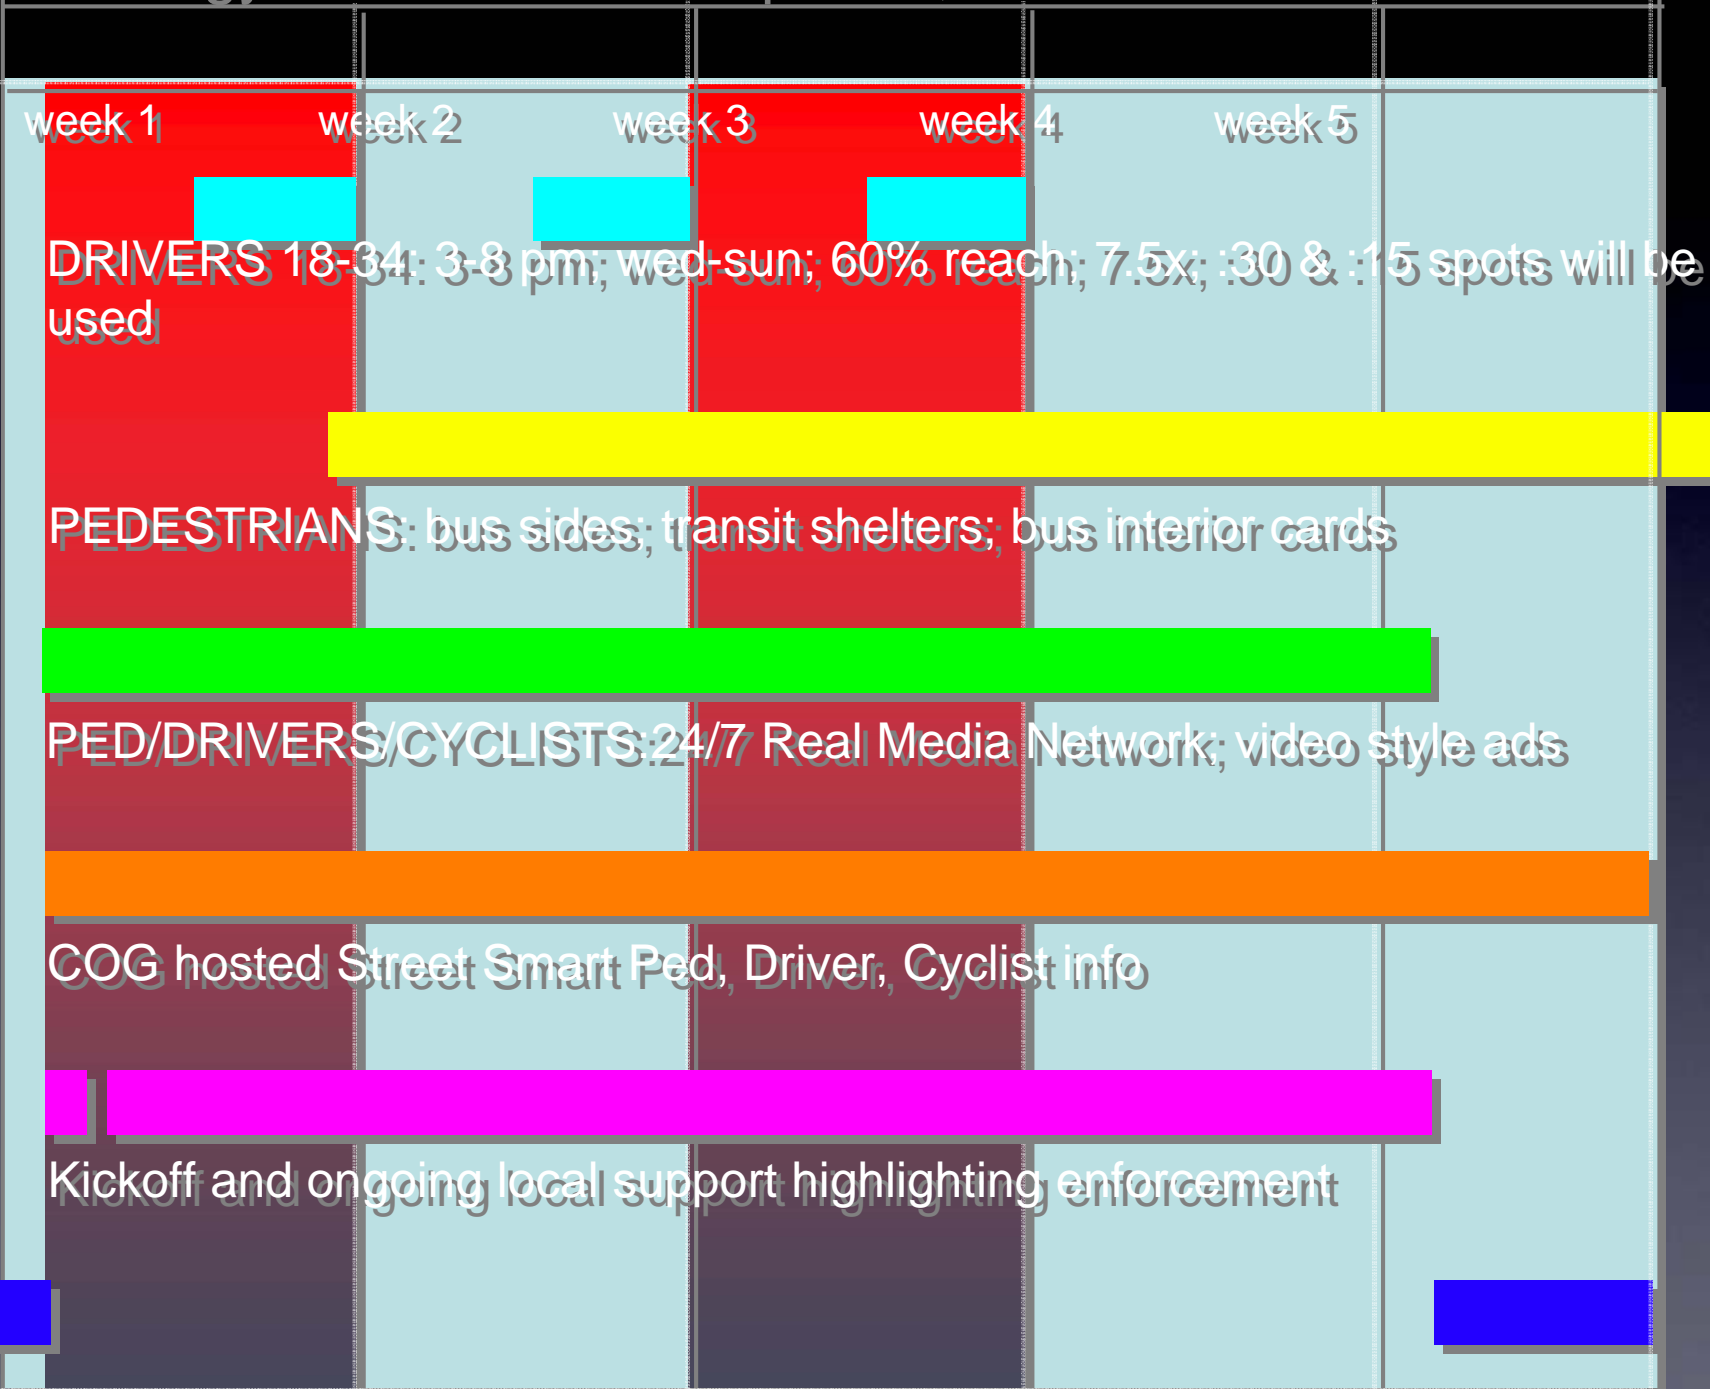 week 1 week 2 week 3 week 4 week 5
DRIVERS 18-34: 3-8 pm; wed-sun; 60% reach; 7.5x; :30 & :15 spots will be
used
PEDESTRIANS: bus sides; transit shelters; bus interior cards
PED/DRIVERS/CYCLISTS:24/7 Real Media Network; video style ads
COG hosted Street Smart Ped, Driver, Cyclist info
Kickoff and ongoing local support highlighting enforcement